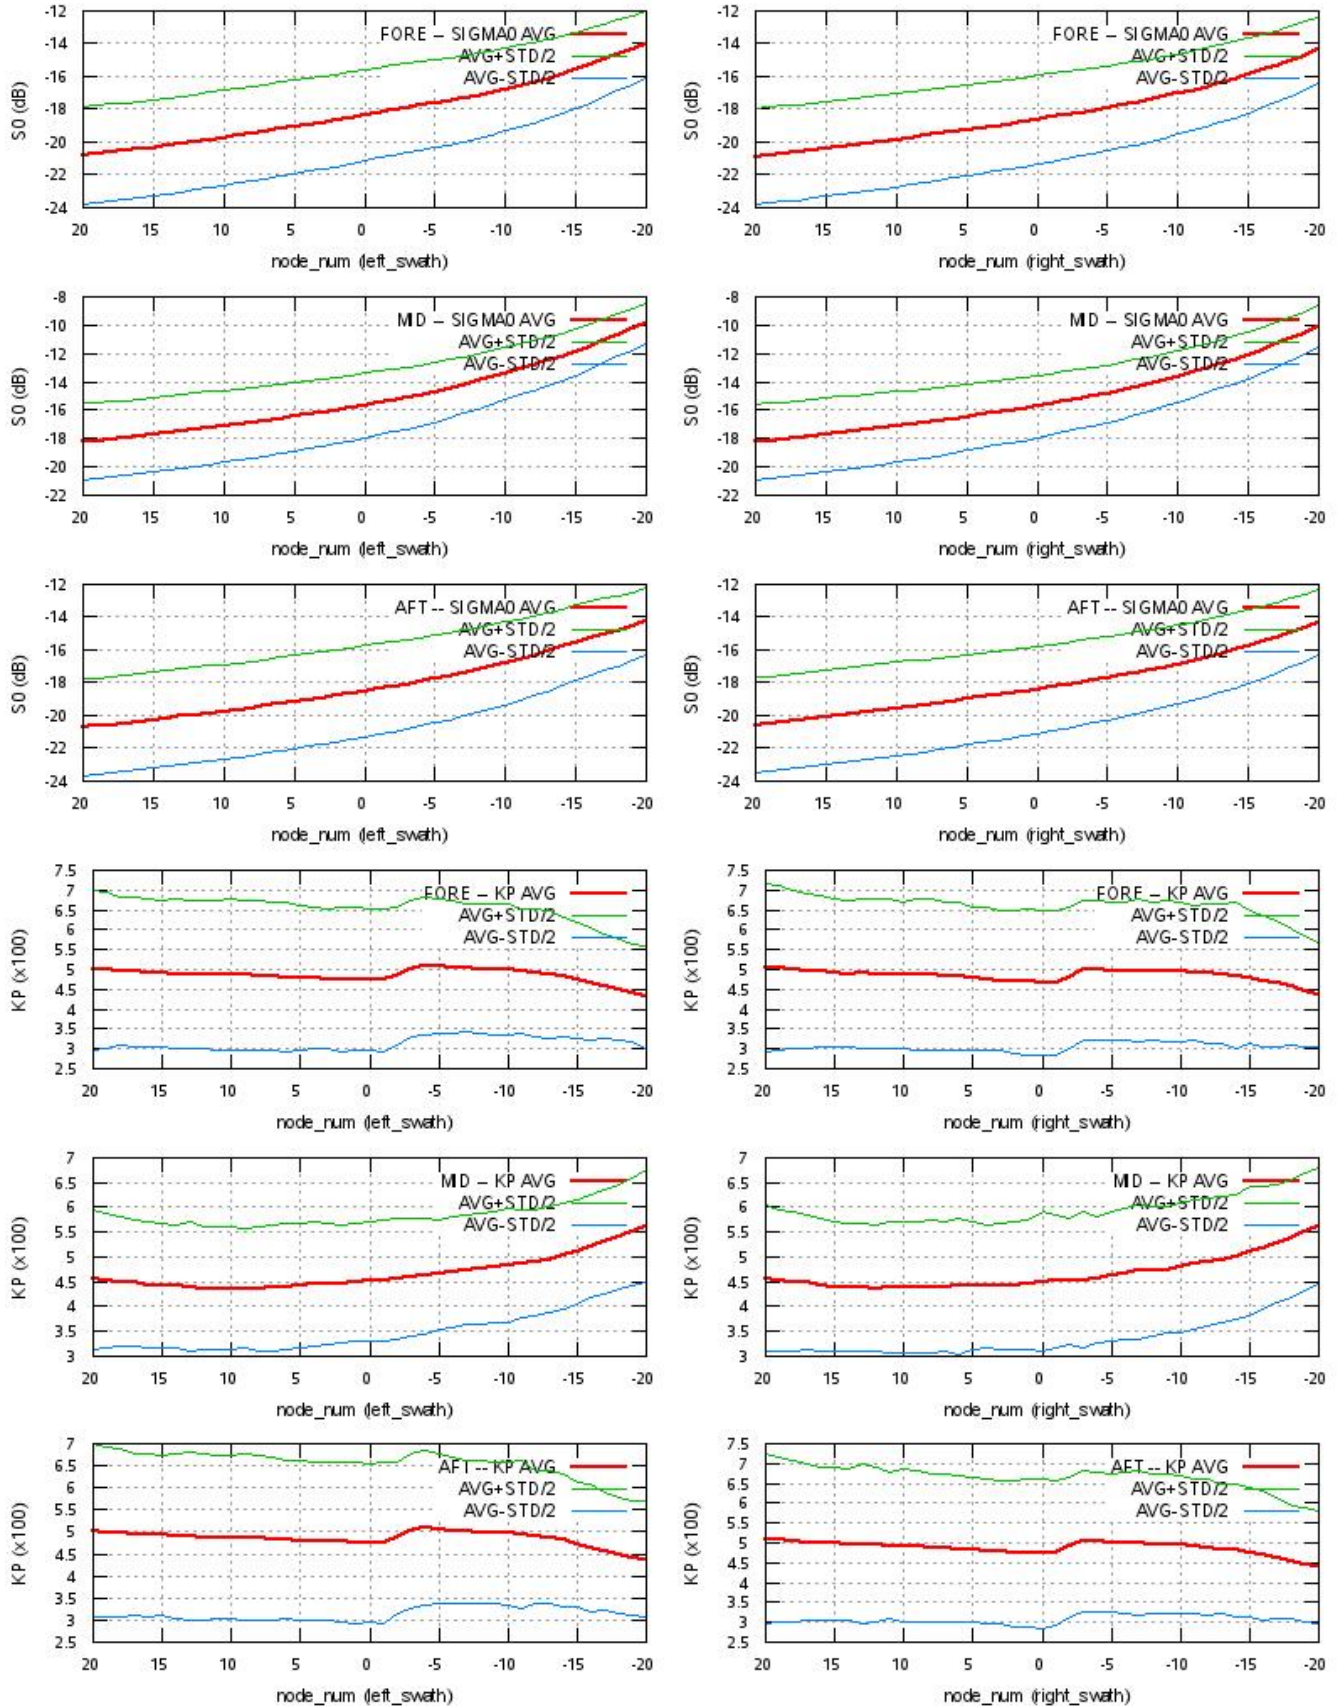 -12
-14
-16
-18
-20
-22
-24
S0 (dB)
FORE -- SIGMA0 AVG
AVG+STD/2
AVG-STD/2
20 15 10 5 0 -5 -10 -15 -20
node_num (left_swath)
-12
-14
-16
-18
-20
-22
-24
S0 (dB)
FORE -- SIGMA0 AVG
AVG+STD/2
AVG-STD/2
20 15 10 5 0 -5 -10 -15 -20
node_num (right_swath)
-8
-10
-12
-14
-16
-18
-20
-22
S0 (dB)
MID -- SIGMA0 AVG
AVG+STD/2
AVG-STD/2
20 15 10 5 0 -5 -10 -15 -20
node_num (left_swath)
-8
-10
-12
-14
-16
-18
-20
-22
S0 (dB)
MID -- SIGMA0 AVG
AVG+STD/2
AVG-STD/2
20 15 10 5 0 -5 -10 -15 -20
node_num (right_swath)
-12
-14
-16
-18
-20
-22
-24
S0 (dB)
AFT -- SIGMA0 AVG
AVG+STD/2
AVG-STD/2
20 15 10 5 0 -5 -10 -15 -20
node_num (left_swath)
-12
-14
-16
-18
-20
-22
-24
S0 (dB)
AFT -- SIGMA0 AVG
AVG+STD/2
AVG-STD/2
20 15 10 5 0 -5 -10 -15 -20
node_num (right_swath)
7.5
7
6.5
6
5.5
5
4.5
4
3.5
3
2.5
KP (x100)
FORE -- KP AVG
AVG+STD/2
AVG-STD/2
20 15 10 5 0 -5 -10 -15 -20
node_num (left_swath)
7.5
7
6.5
6
5.5
5
4.5
4
3.5
3
2.5
KP (x100)
FORE -- KP AVG
AVG+STD/2
AVG-STD/2
20 15 10 5 0 -5 -10 -15 -20
node_num (right_swath)
7
6.5
6
5.5
5
4.5
4
3.5
3
KP (x100)
MID -- KP AVG
AVG+STD/2
AVG-STD/2
20 15 10 5 0 -5 -10 -15 -20
node_num (left_swath)
7
6.5
6
5.5
5
4.5
4
3.5
3
KP (x100)
MID -- KP AVG
AVG+STD/2
AVG-STD/2
20 15 10 5 0 -5 -10 -15 -20
node_num (right_swath)
7
6.5
6
5.5
5
4.5
4
3.5
3
2.5
KP (x100)
AFT -- KP AVG
AVG+STD/2
AVG-STD/2
20 15 10 5 0 -5 -10 -15 -20
node_num (left_swath)
7.5
7
6.5
6
5.5
5
4.5
4
3.5
3
2.5
KP (x100)
AFT -- KP AVG
AVG+STD/2
AVG-STD/2
20 15 10 5 0 -5 -10 -15 -20
node_num (right_swath)